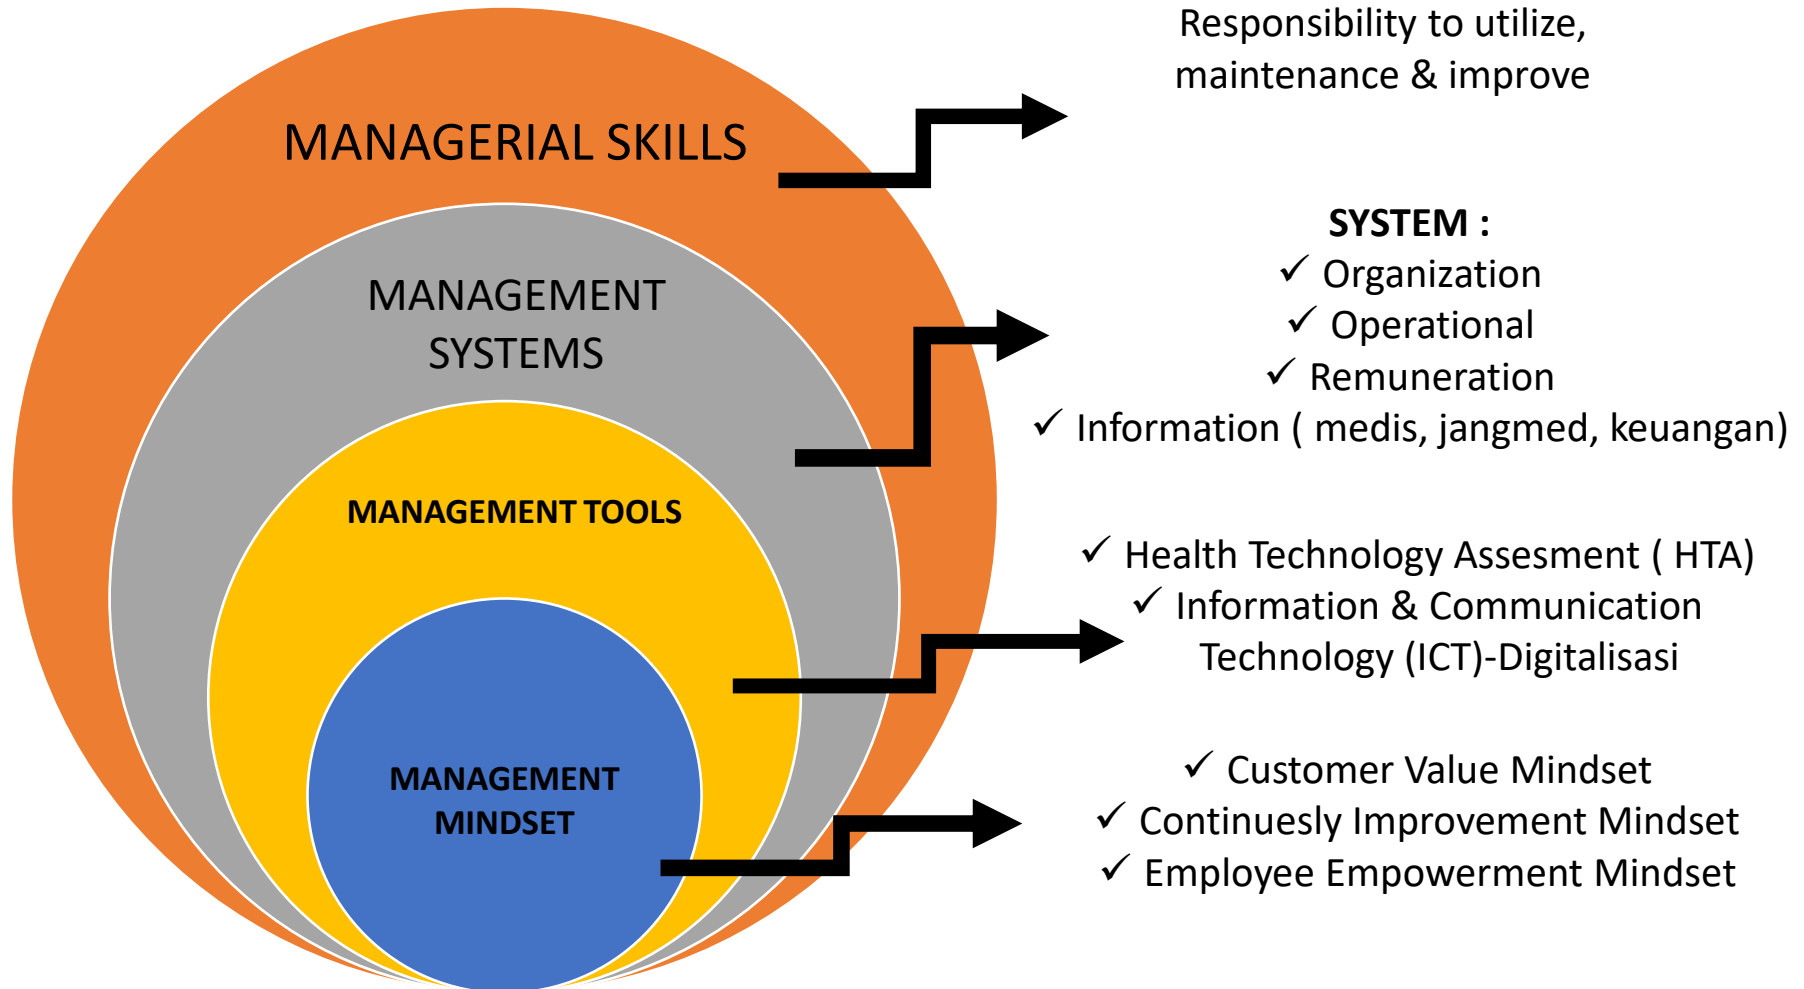 MANAGERIAL SKILLS
Responsibility to utilize,
maintenance & improve
MANAGEMENT
SYSTEMS
SYSTEM :
✓ Organization
✓ Operational
✓ Remuneration
✓ Information ( medis, jangmed, keuangan)
MANAGEMENT TOOLS
✓ Health Technology Assesment ( HTA)
✓ Information & Communication
Technology (ICT)-Digitalisasi
MANAGEMENT
MINDSET
✓ Customer Value Mindset
✓ Continuesly Improvement Mindset
✓ Employee Empowerment Mindset